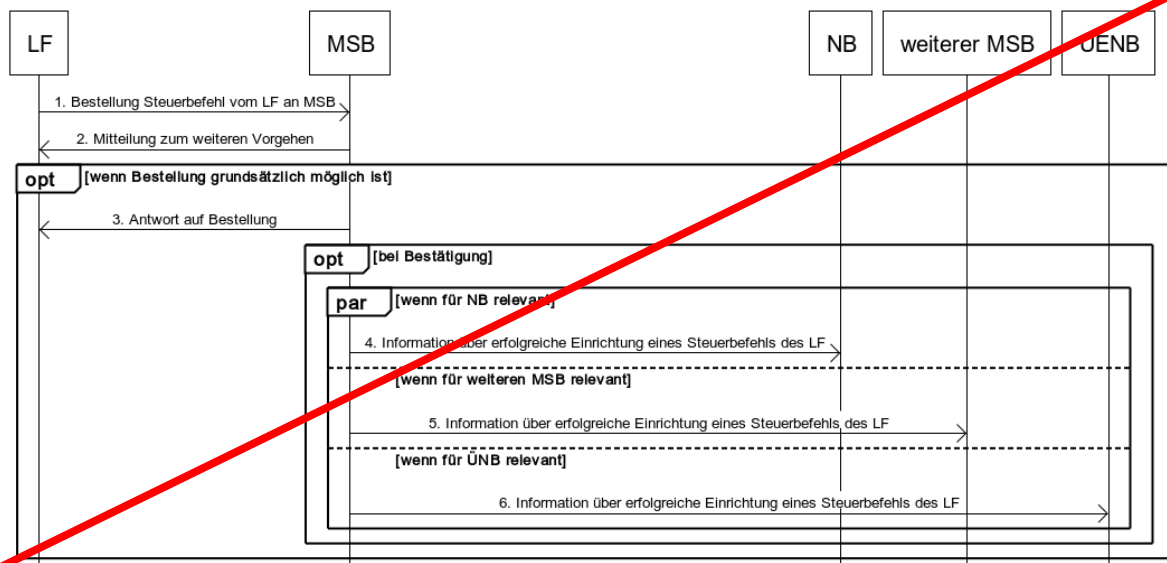 LF
MSB
NB
weiterer MSB
UENB
1. Bestellung Steuerbefehl vom LF an MSB
2. Mitteilung zum weiteren Vorgehen
opt
[wenn Bestellung grundsätzlich möglich ist]
3. Antwort auf Bestellung
opt
[bei Bestätigung]
par
[wenn für NB relevant]
4. Information über erfolgreiche Einrichtung eines Steuerbefehls des LF
[wenn für weiteren MSB relevant]
5. Information über erfolgreiche Einrichtung eines Steuerbefehls des LF
[wenn für ÜNB relevant]
6. Information über erfolgreiche Einrichtung eines Steuerbefehls des LF